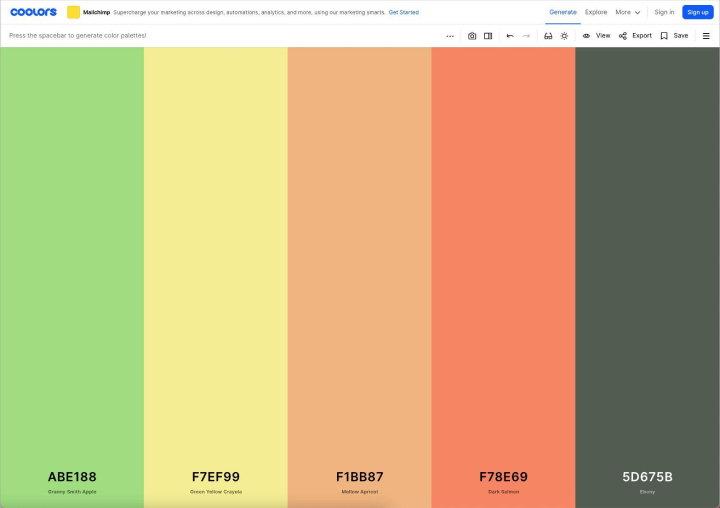 coolors Mailchimp Supercharge your marketing across design, automations, analytics, and more, using our marketing smarts. Get Started Generate Explore More Sign in Sign up
Press the spacebar to generate color palettes! View Export Save
ABE188 F7EF99 F1BB87 F78E69 5D675B
Granny Smith Apple Green Yellow Crayola Mellow Apricot Dark Salmon Ebony